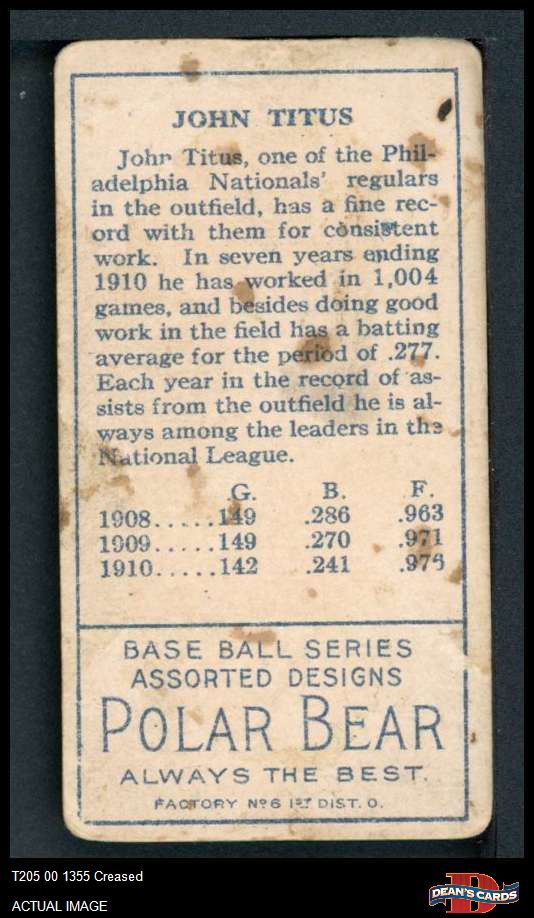 JOHN TITUS
John Titus, one of the Phil-
adelphia Nationals' regulars
in the outfield, has a fine rec-
ord with them for consistent
work. In seven years ending
1910 he has worked in 1,004
games, and besides doing good
work in the field has a batting
average for the period of .277.
Each year in the record of as-
sists from the outfield he is al-
ways among the leaders in the
National League.
G. B. F.
1908.....149 .286 .963
1909.....149 .270 .971
1910.....142 .241 .975
BASE BALL SERIES
ASSORTED DESIGNS
POLAR BEAR
ALWAYS THE BEST.
FACTORY Nº 6 1ST DIST. O.
T205 00 1355 Creased
ACTUAL IMAGE
D
DEAN'S CARDS